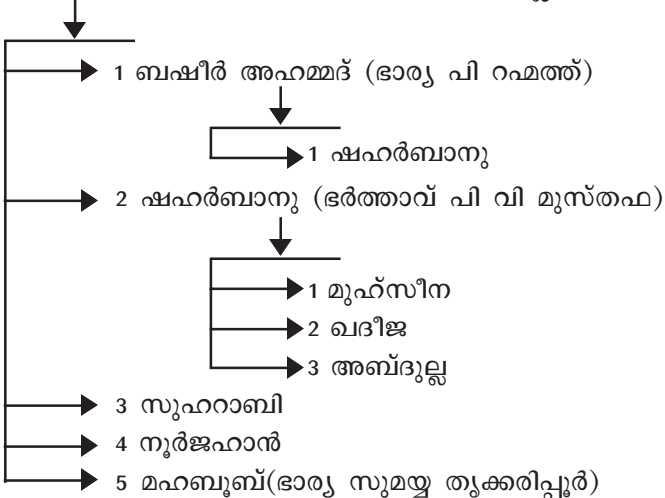 1 ബഷീർ അഹമ്മദ് (ഭാര്യ പി റഹ്മത്ത്)
1 ഷഹർബാനു
2 ഷഹർബാനു (ഭർത്താവ് പി വി മുസ്തഫ)
1 മുഹ്സീന
2 ഖദീജ
3 അബ്ദുല്ല
3 സുഹറാബി
4 നൂർജഹാൻ
5 മഹബൂബ്(ഭാര്യ സുമയ്യ തൃക്കരിപ്പൂർ)